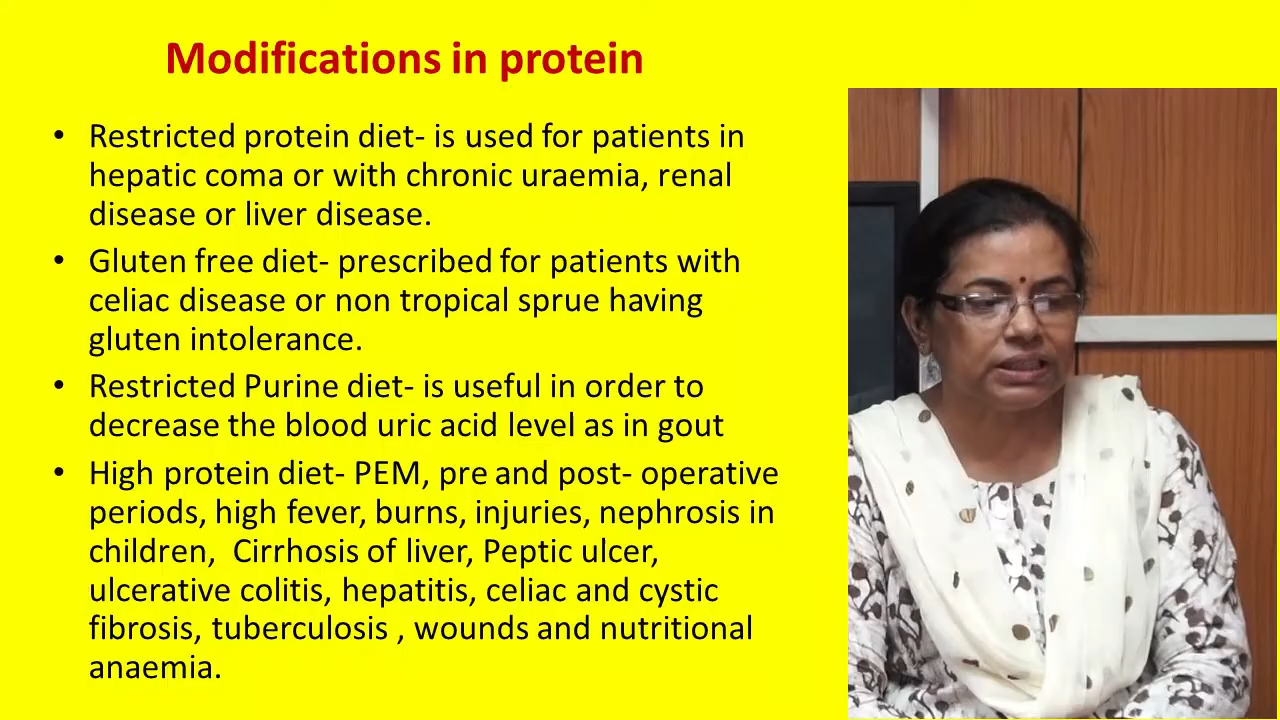 Modifications in protein
• Restricted protein diet- is used for patients in
hepatic coma or with chronic uraemia, renal
disease or liver disease.
• Gluten free diet- prescribed for patients with
celiac disease or non tropical sprue having
gluten intolerance.
• Restricted Purine diet- is useful in order to
decrease the blood uric acid level as in gout
• High protein diet- PEM, pre and post- operative
periods, high fever, burns, injuries, nephrosis in
children, Cirrhosis of liver, Peptic ulcer,
ulcerative colitis, hepatitis, celiac and cystic
fibrosis, tuberculosis , wounds and nutritional
anaemia.